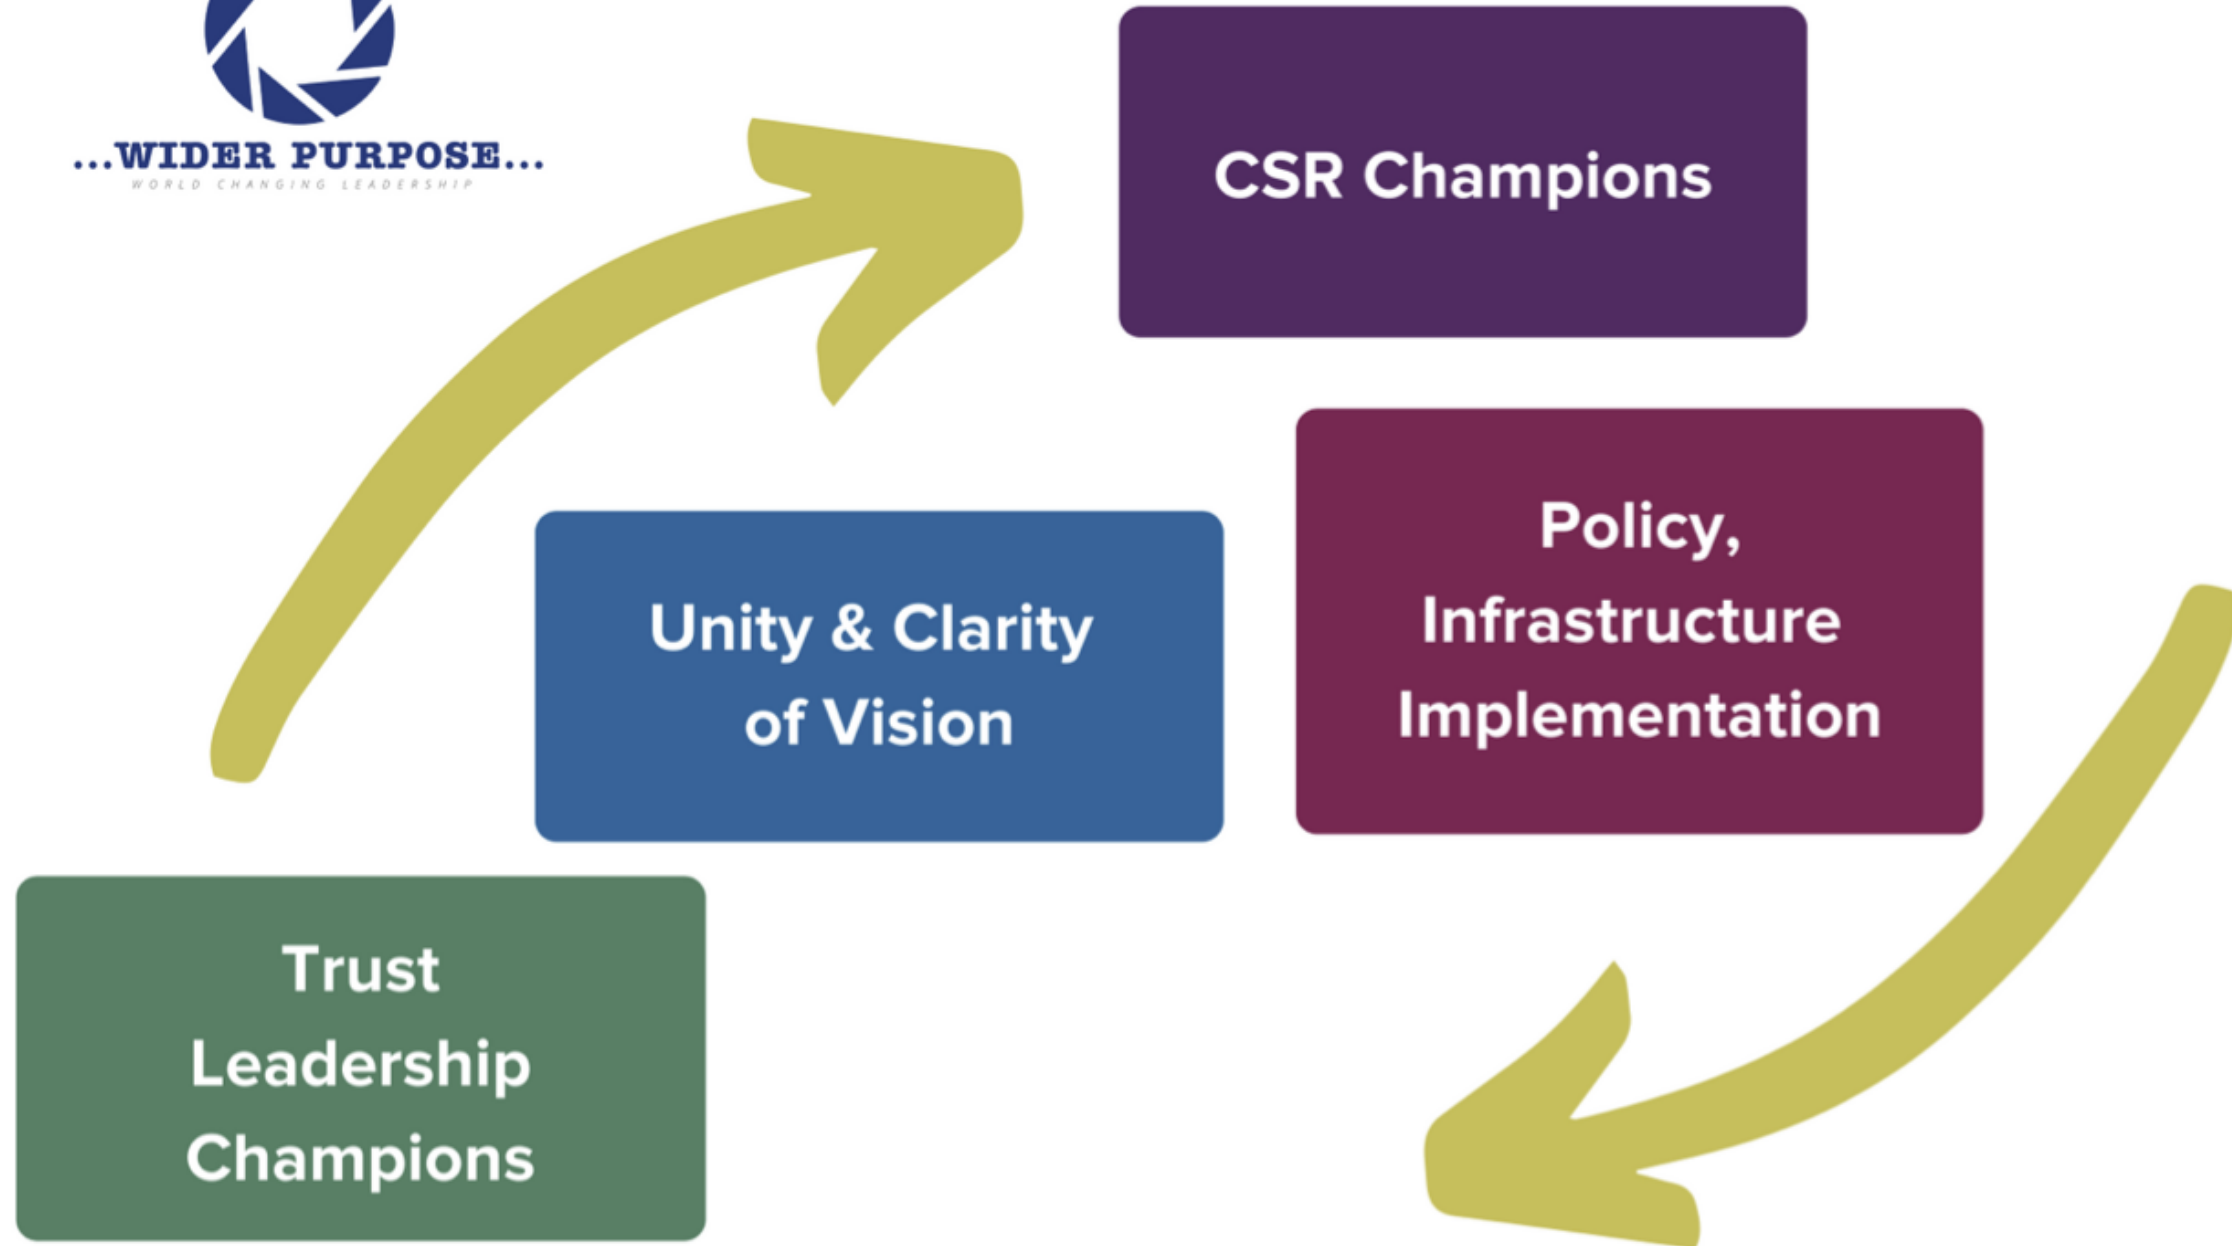 ...WIDER PURPOSE...
WORLD CHANGING LEADERSHIP
CSR Champions
Policy,
Infrastructure
Implementation
Unity & Clarity
of Vision
Trust
Leadership
Champions